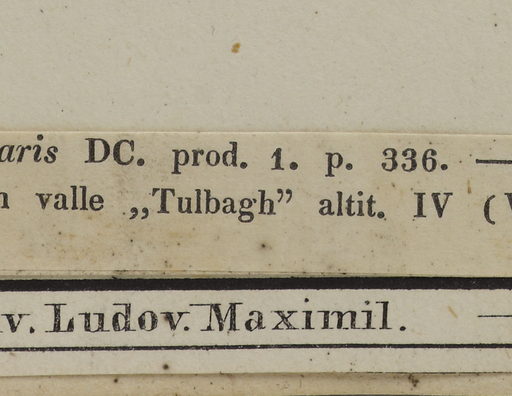 aris DC. prod. 1. p. 336. —
valle „Tulbagh” altit. IV (
v. Ludov. Maximil. —